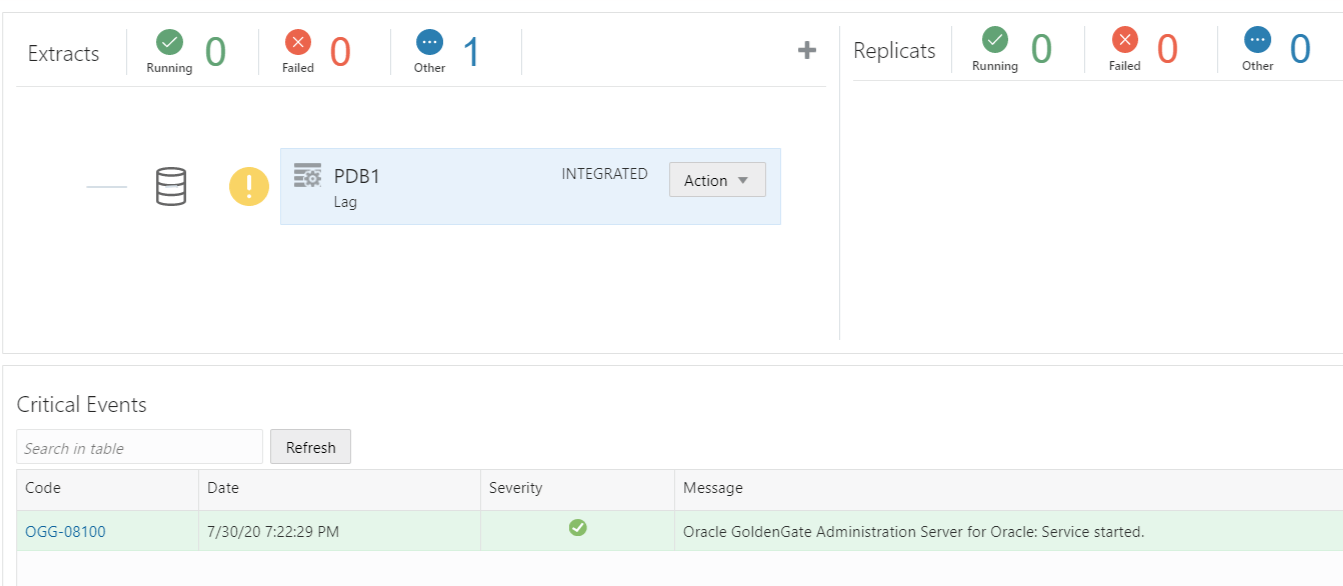 Extracts
Running 0
Failed 0
Other 1
Replicats
Running 0
Failed 0
Other 0
PDB1
INTEGRATED
Action
Lag
Critical Events
Search in table
Refresh
Code Date Severity Message
OGG-08100 7/30/20 7:22:29 PM Oracle GoldenGate Administration Server for Oracle: Service started.